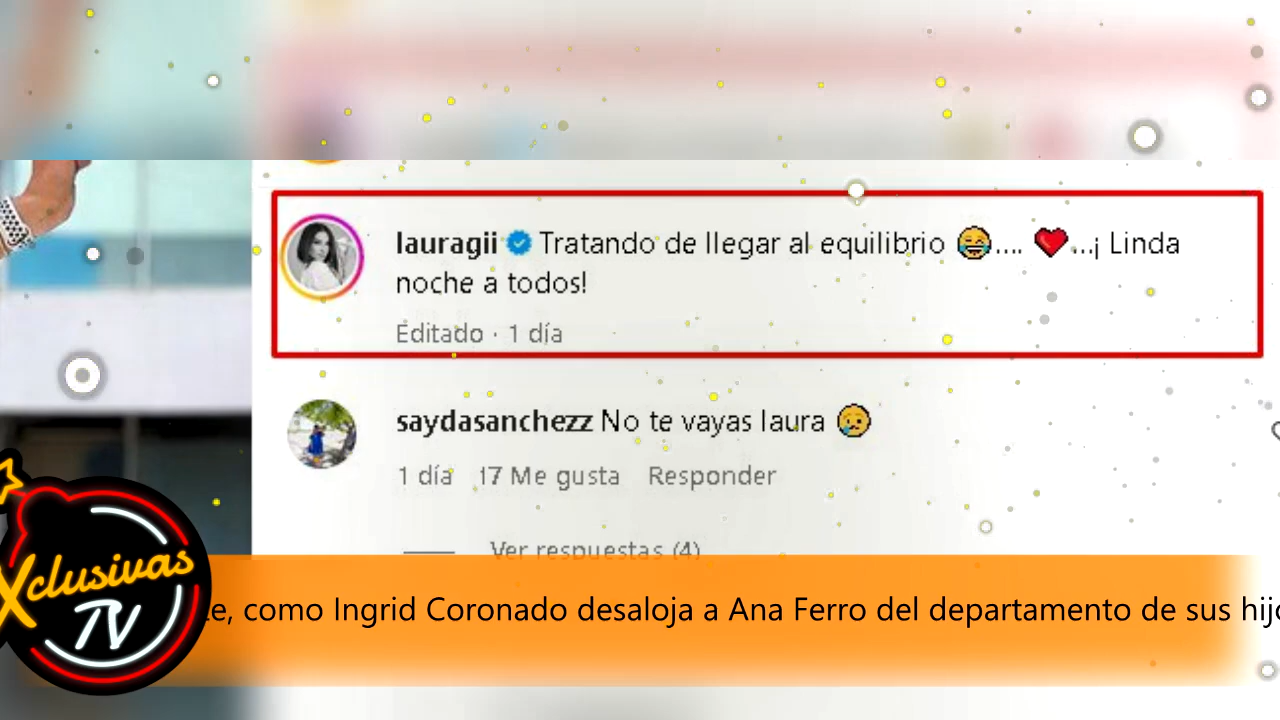 lauragii Tratando de llegar al equilibrio 😂.... ❤️...¡ Linda
noche a todos!
Editado · 1 día
saydasanchezz No te vayas laura 😢
1 día 17 Me gusta Responder
Ver respuestas (4)
Xclusivas
TV
como Ingrid Coronado desaloja a Ana Ferro del departamento de sus